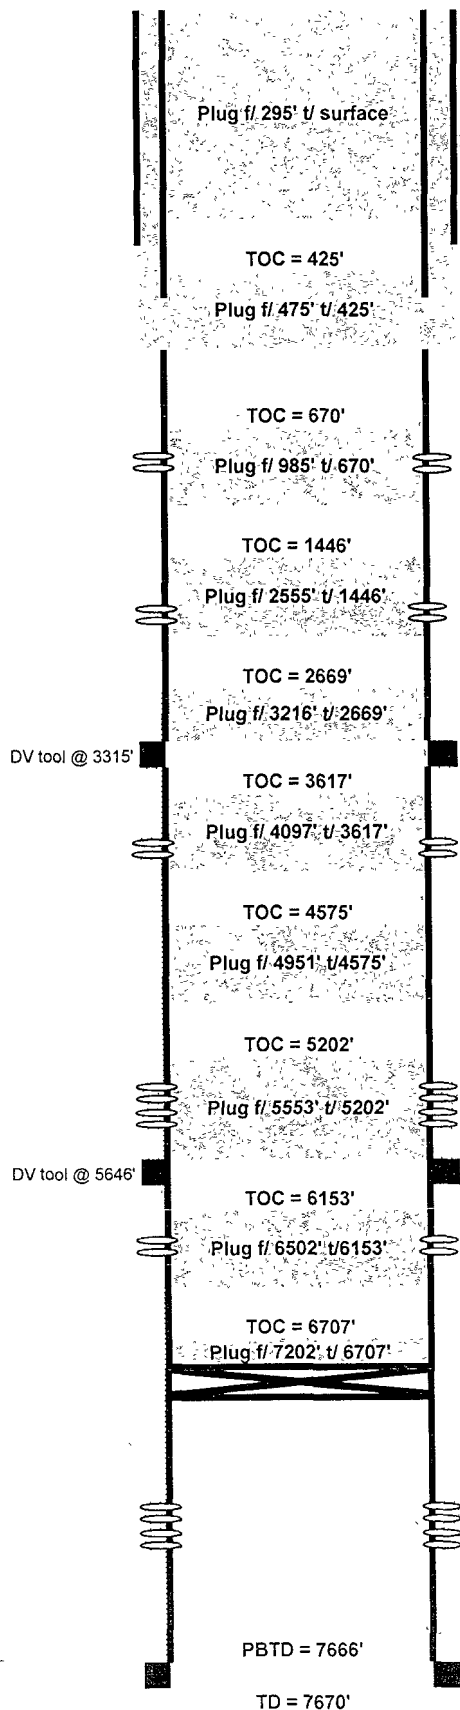 Plug f/ 295' t/ surface
TOC = 425'
Plug f/ 475' t/ 425'
TOC = 670'
Plug f/ 985' t/ 670'
TOC = 1446'
Plug f/ 2555' t/ 1446'
TOC = 2669'
Plug f/ 3216' t/ 2669'
DV tool @ 3315'
TOC = 3617'
Plug f/ 4097' t/ 3617'
TOC = 4575'
Plug f/ 4951' t/4575'
TOC = 5202'
Plug f/ 5553' t/ 5202'
DV tool @ 5646'
TOC = 6153'
Plug f/ 6502' t/6153'
TOC = 6707'
Plug f/ 7202' t/ 6707'
PBTD = 7666'
TD = 7670'